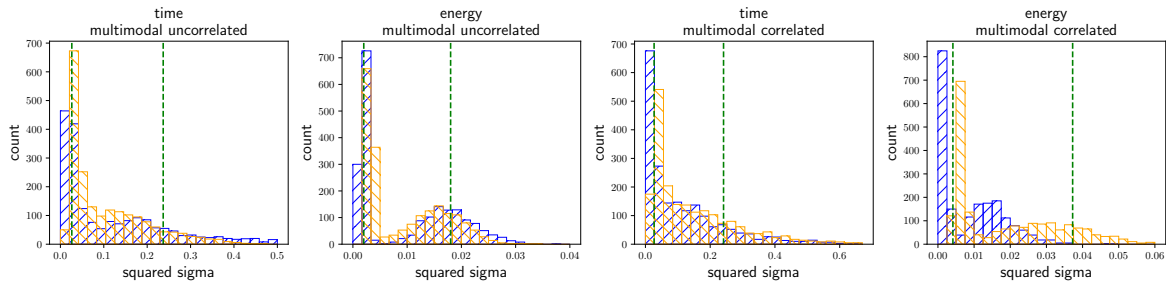 time
multimodal uncorrelated
700
600
500
400
300
200
100
0
count
0.0 0.1 0.2 0.3 0.4 0.5
squared sigma
energy
multimodal uncorrelated
700
600
500
400
300
200
100
0
count
0.00 0.01 0.02 0.03 0.04
squared sigma
time
multimodal correlated
700
600
500
400
300
200
100
0
count
0.0 0.2 0.4 0.6
squared sigma
energy
multimodal correlated
800
700
600
500
400
300
200
100
0
count
0.00 0.01 0.02 0.03 0.04 0.05 0.06
squared sigma